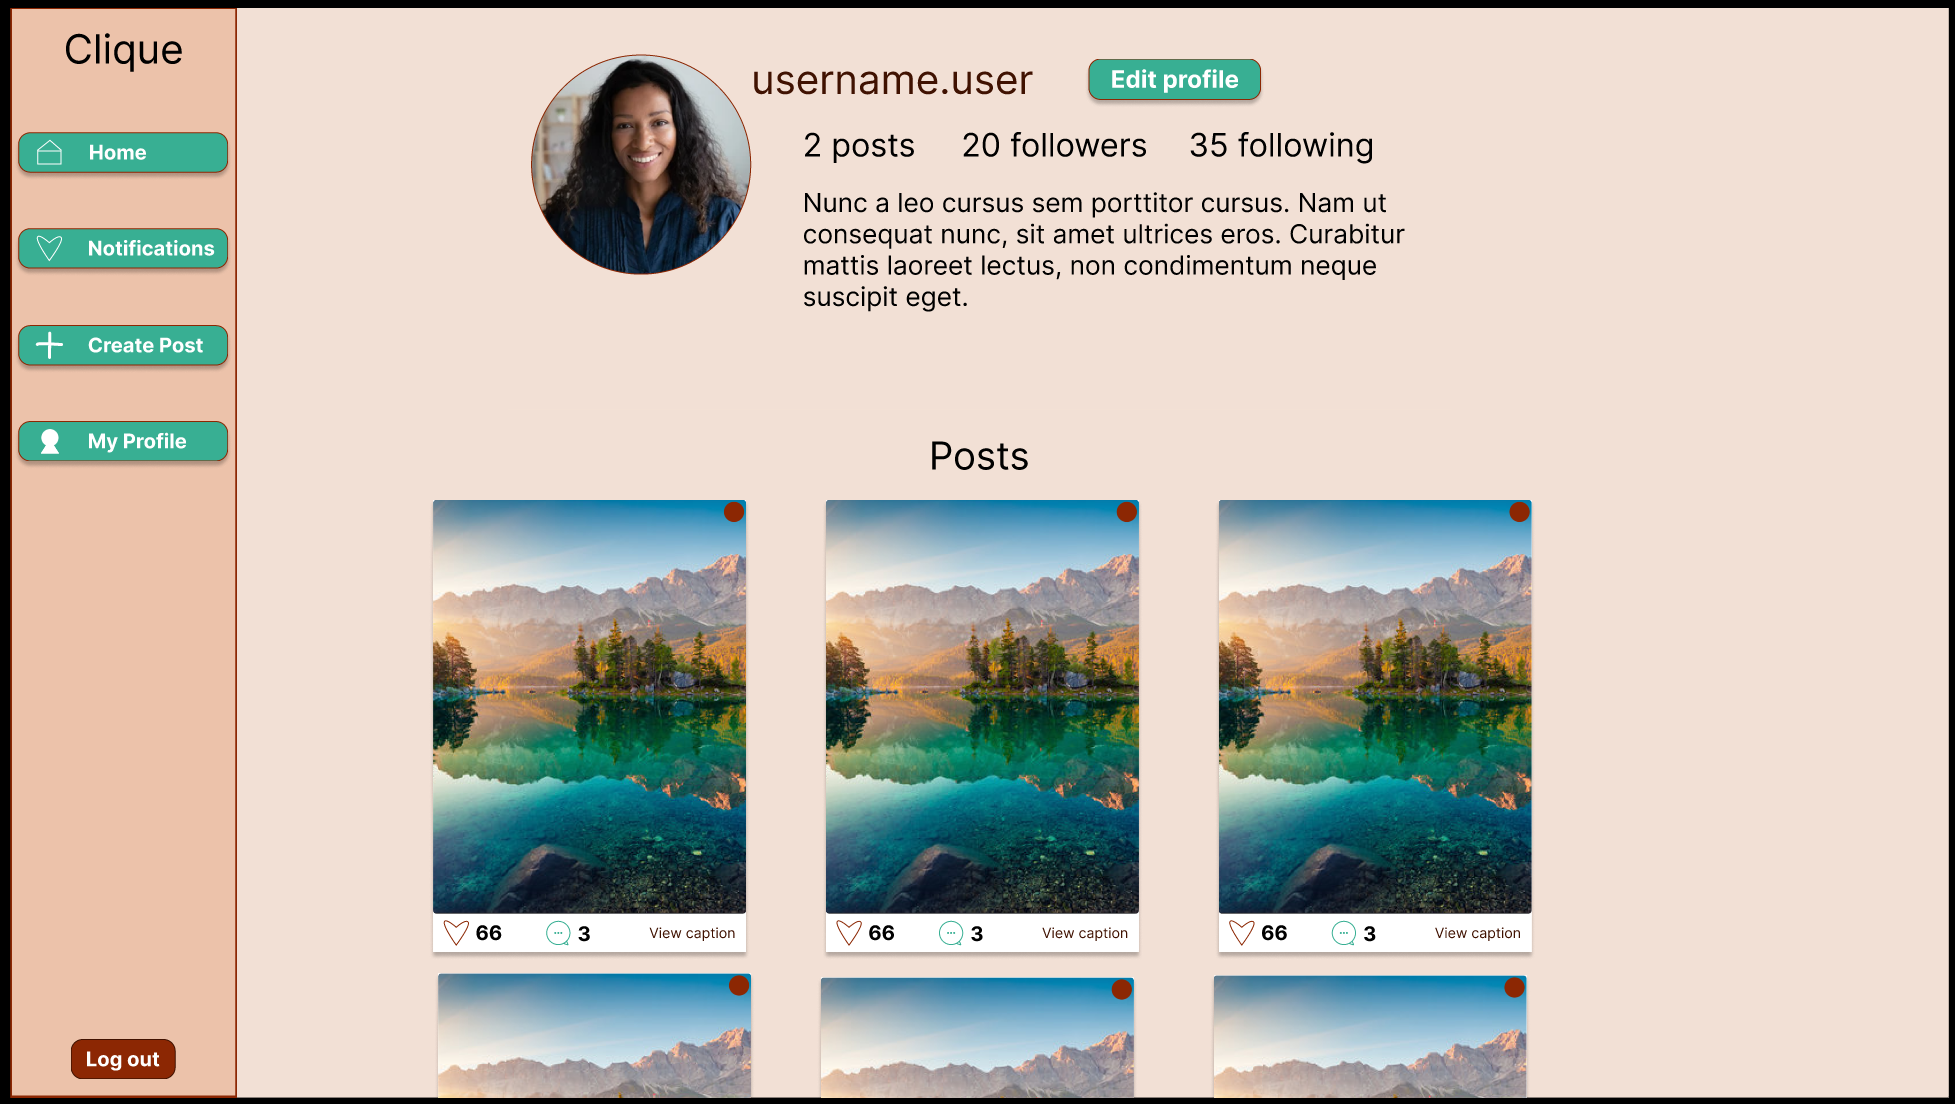 Clique
Home
Notifications
Create Post
My Profile
Log out
username.user
Edit profile
2 posts
20 followers
35 following
Nunc a leo cursus sem porttitor cursus. Nam ut
consequat nunc, sit amet ultrices eros. Curabitur
mattis laoreet lectus, non condimentum neque
suscipit eget.
Posts
66
3
View caption
66
3
View caption
66
3
View caption